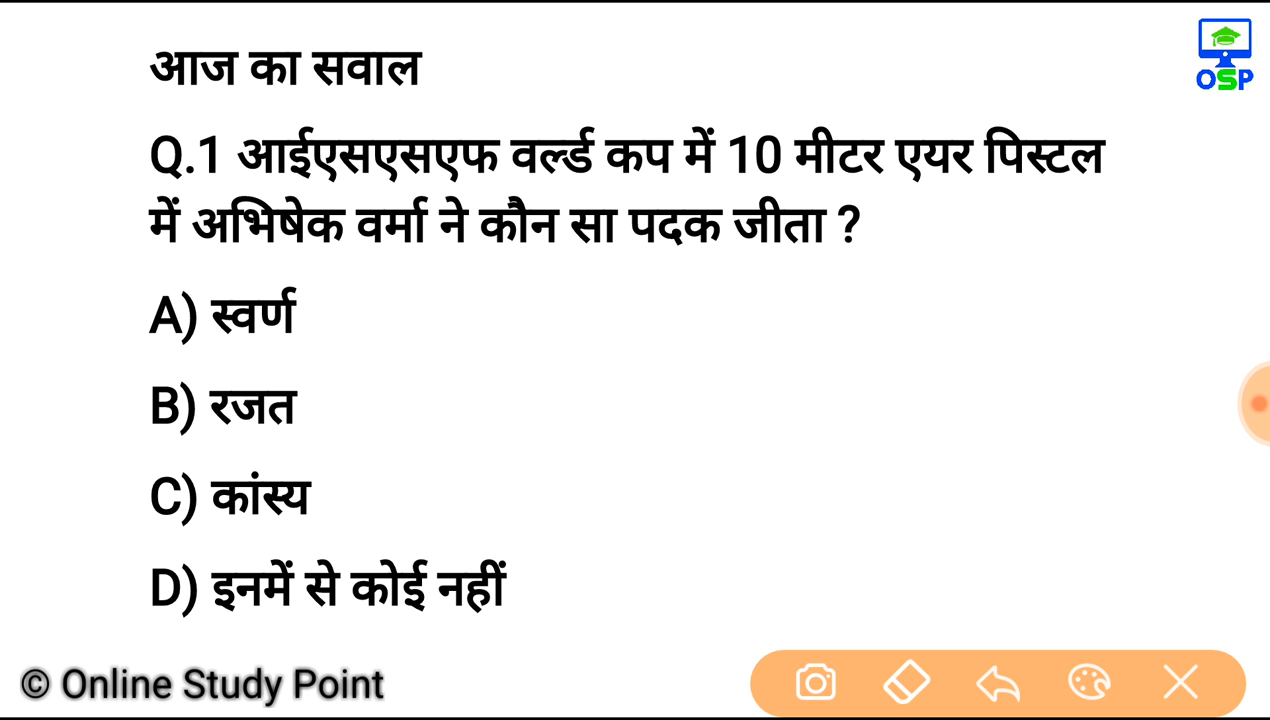 आज का सवाल
OSP
Q.1 आईएसएसएफ वर्ल्ड कप में 10 मीटर एयर पिस्टल
में अभिषेक वर्मा ने कौन सा पदक जीता ?
A) स्वर्ण
B) रजत
C) कांस्य
D) इनमें से कोई नहीं
© Online Study Point